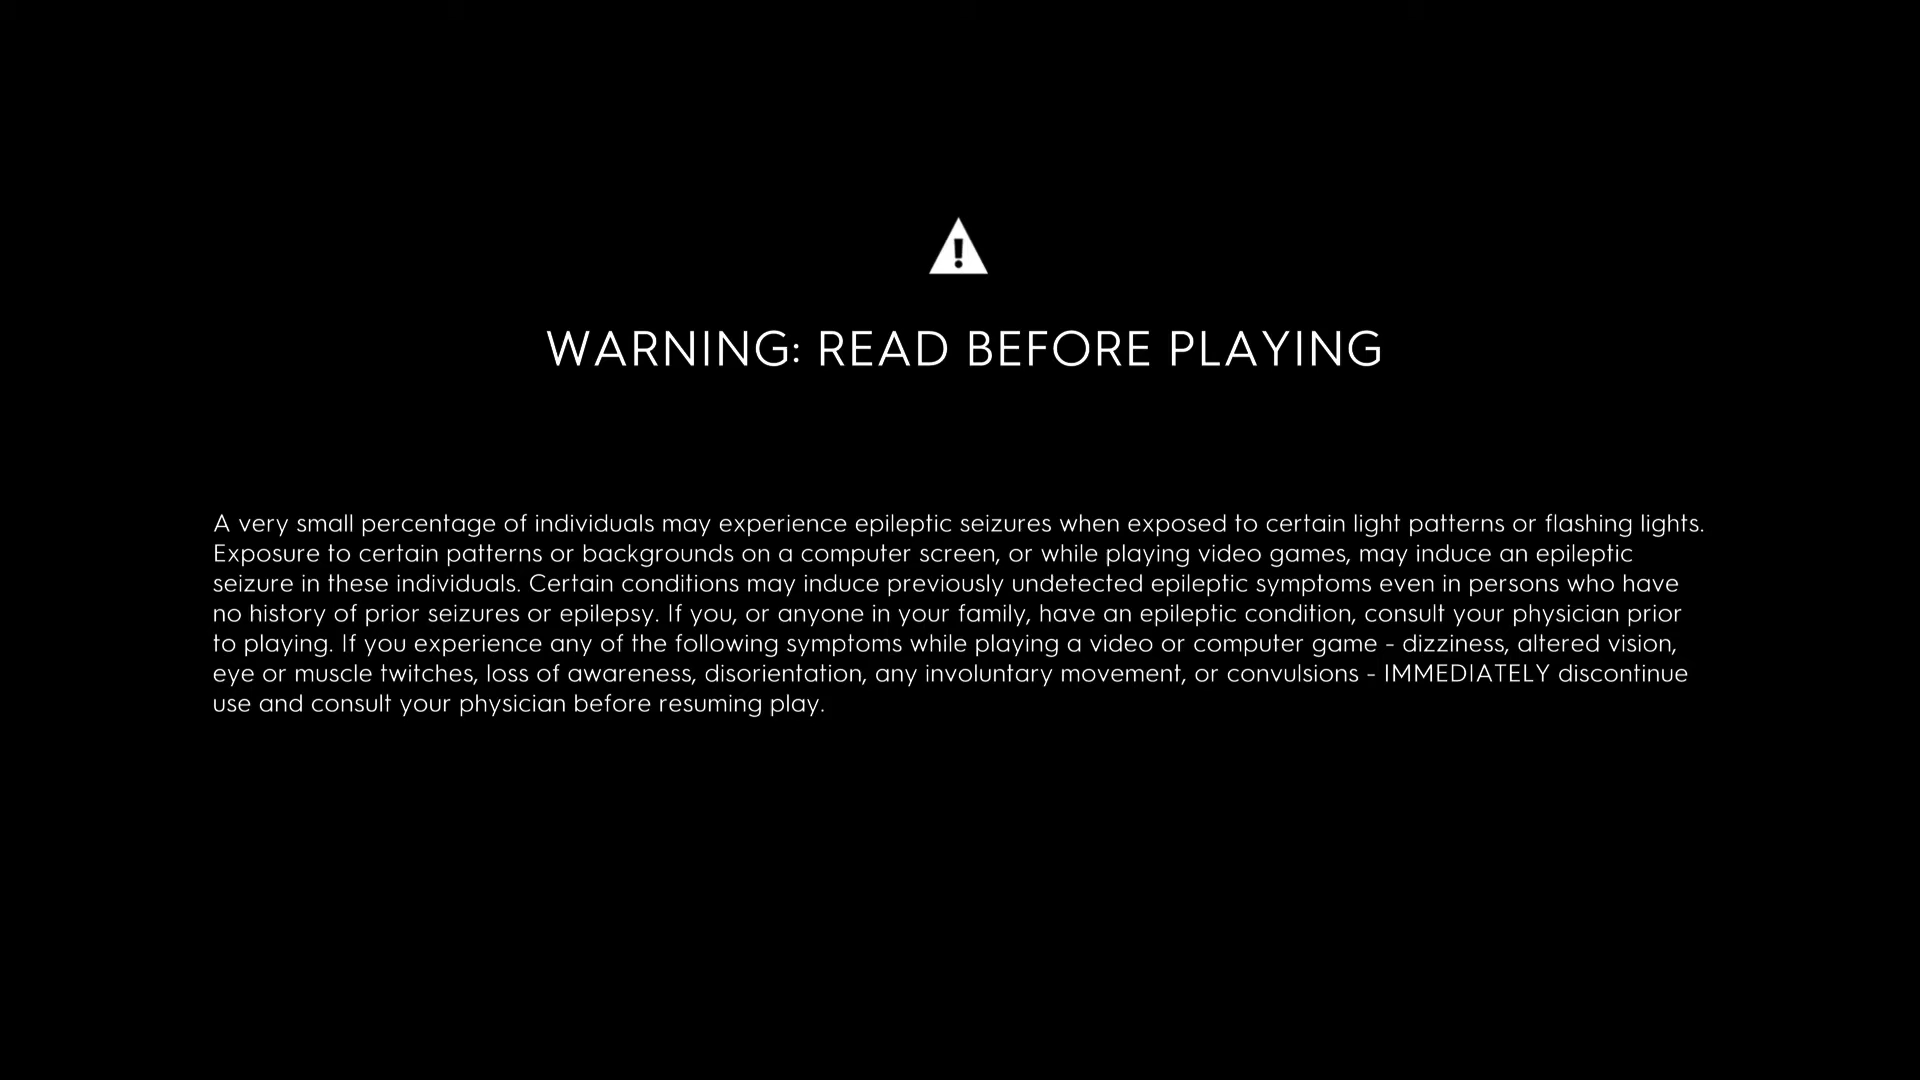 WARNING: READ BEFORE PLAYING
A very small percentage of individuals may experience epileptic seizures when exposed to certain light patterns or flashing lights.
Exposure to certain patterns or backgrounds on a computer screen, or while playing video games, may induce an epileptic
seizure in these individuals. Certain conditions may induce previously undetected epileptic symptoms even in persons who have
no history of prior seizures or epilepsy. If you, or anyone in your family, have an epileptic condition, consult your physician prior
to playing. If you experience any of the following symptoms while playing a video or computer game - dizziness, altered vision,
eye or muscle twitches, loss of awareness, disorientation, any involuntary movement, or convulsions - IMMEDIATELY discontinue
use and consult your physician before resuming play.